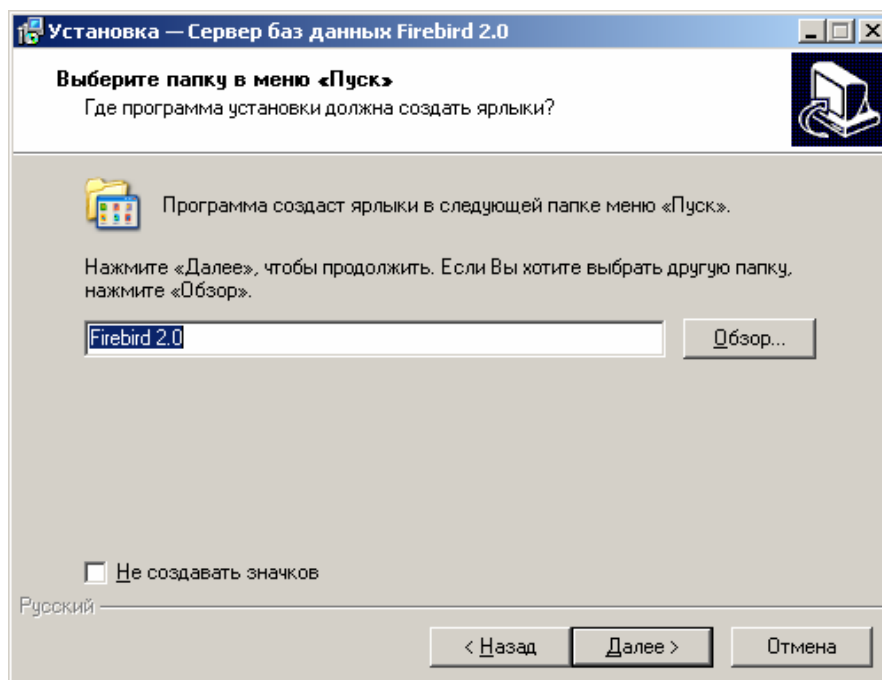 Установка — Сервер баз данных Firebird 2.0
Выберите папку в меню «Пуск»
Где программа установки должна создать ярлыки?
Программа создаст ярлыки в следующей папке меню «Пуск».
Нажмите «Далее», чтобы продолжить. Если Вы хотите выбрать другую папку,
нажмите «Обзор».
Firebird 2.0
Обзор...
Не создавать значков
Русский
< Назад
Далее >
Отмена